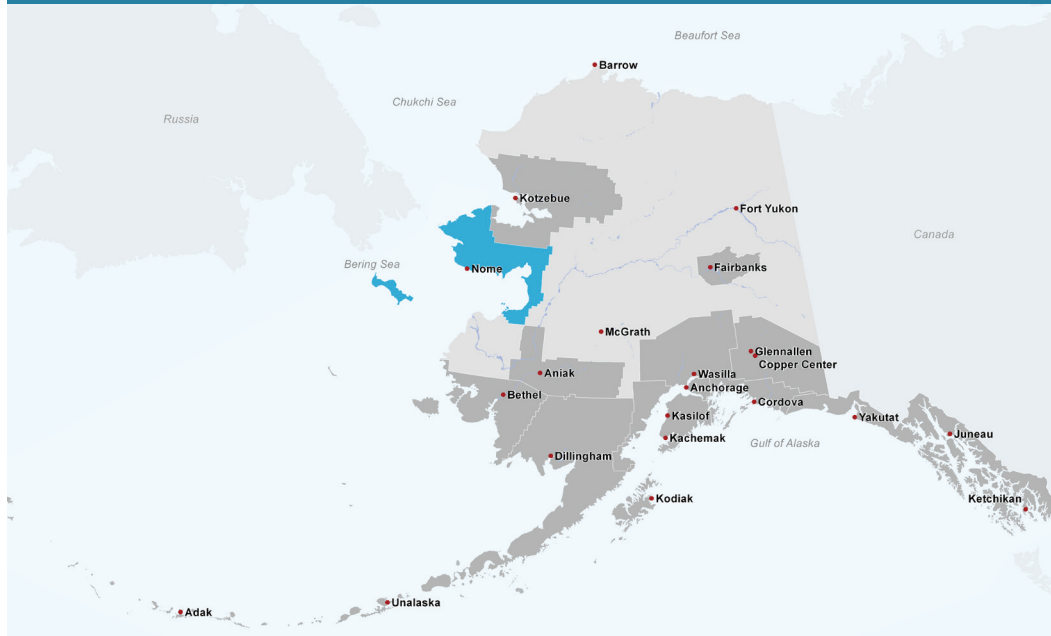 Beaufort Sea
Barrow
Chukchi Sea
Russia
Kotzebue
Fort Yukon
Canada
Bering Sea
Nome
Fairbanks
McGrath
Glennallen
Copper Center
Aniak
Wasilla
Anchorage
Bethel
Cordova
Kasilof
Yakutat
Kachemak
Gulf of Alaska
Juneau
Dillingham
Kodiak
Ketchikan
Unalaska
Adak